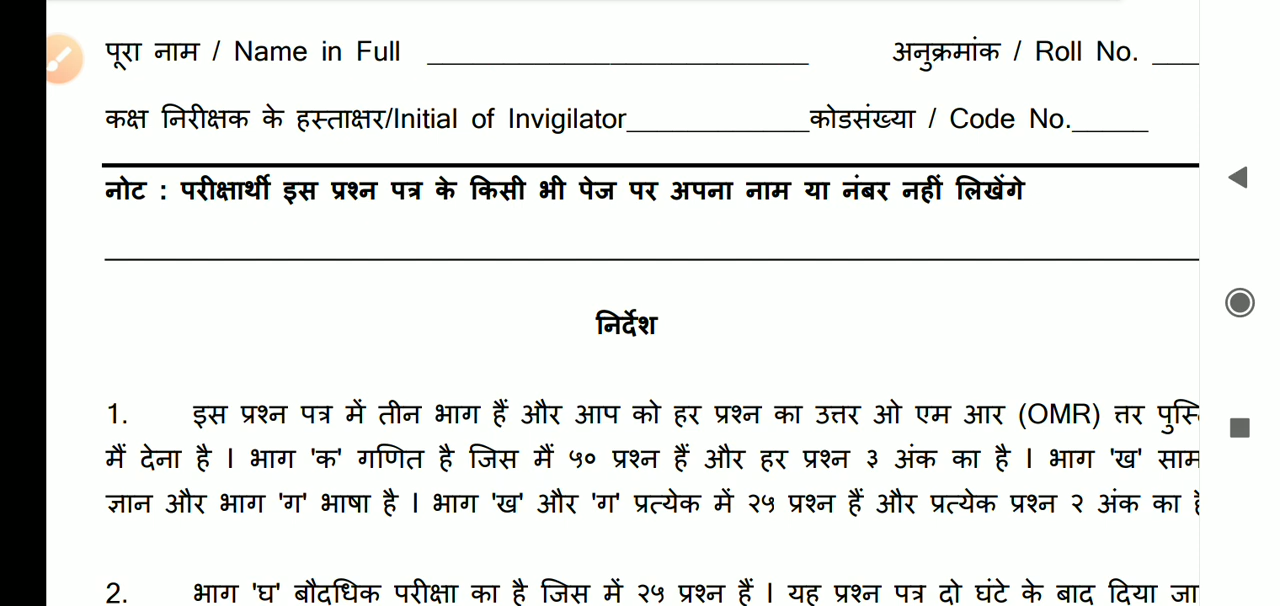 पूरा नाम / Name in Full _________________________ अनुक्रमांक / Roll No. ___
कक्ष निरीक्षक के हस्ताक्षर/Initial of Invigilator____________कोडसंख्या / Code No._____
नोट : परीक्षार्थी इस प्रश्न पत्र के किसी भी पेज पर अपना नाम या नंबर नहीं लिखेंगे
निर्देश
1. इस प्रश्न पत्र में तीन भाग हैं और आप को हर प्रश्न का उत्तर ओ एम आर (OMR) त्तर
मैं देना है । भाग 'क' गणित है जिस में ५० प्रश्न हैं और हर प्रश्न ३ अंक का है । भाग 'ख' साम
ज्ञान और भाग 'ग' भाषा है । भाग 'ख' और 'ग' प्रत्येक में २५ प्रश्न हैं और प्रत्येक प्रश्न २ अंक का
2. भाग 'घ' बौदधिक परीक्षा का है जिस में २५ प्रश्न हैं । यह प्रश्न पत्र दो घंटे के बाद दिया जा